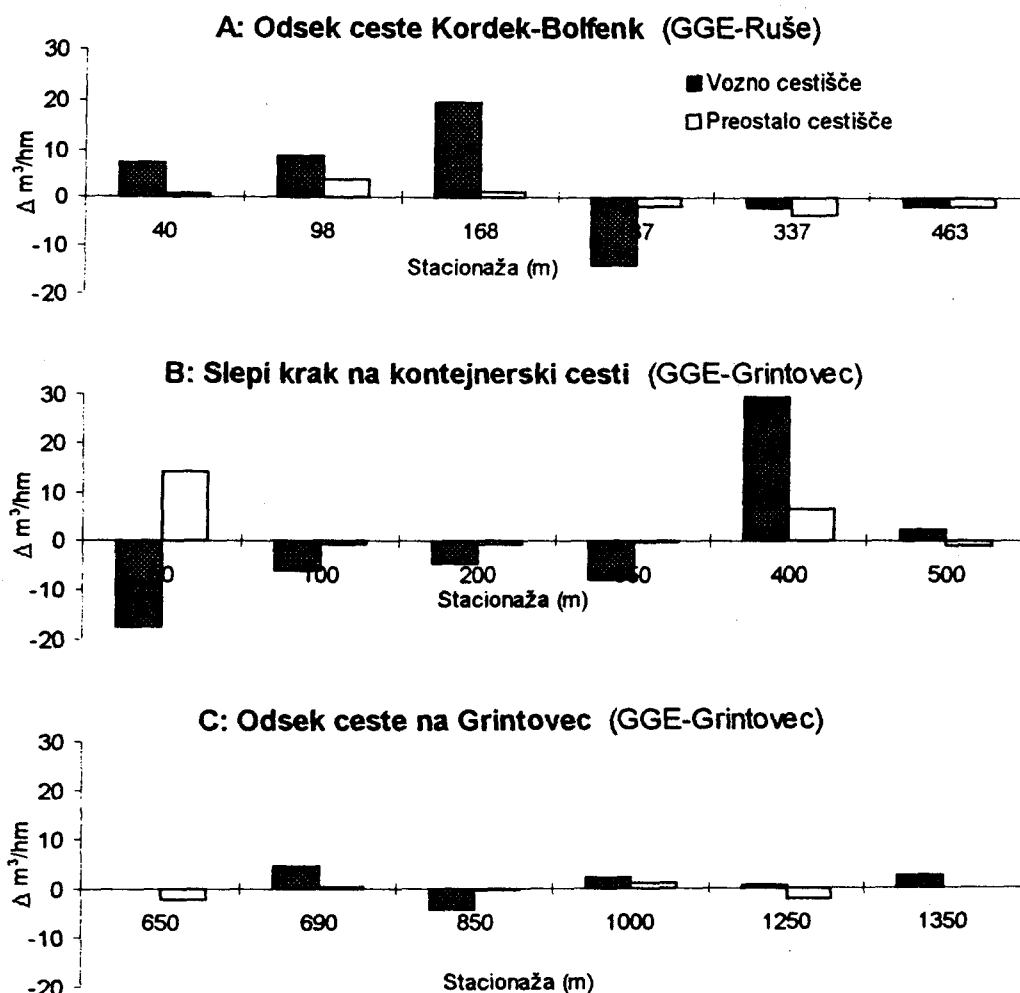 A: Odsek ceste Kordek-Bolfenk (GGE-Ruše)
30
20
10
0
-10
-20
Δ m³/hm
Vozno cestišče
Preostalo cestišče
40 98 168 337 463
Stacionaža (m)
B: Slepi krak na kontejnerski cesti (GGE-Grintovec)
30
20
10
0
-10
-20
Δ m³/hm
0 100 200 400 500
Stacionaža (m)
C: Odsek ceste na Grintovec (GGE-Grintovec)
30
20
10
0
-10
-20
Δ m³/hm
650 690 850 1000 1250 1350
Stacionaža (m)